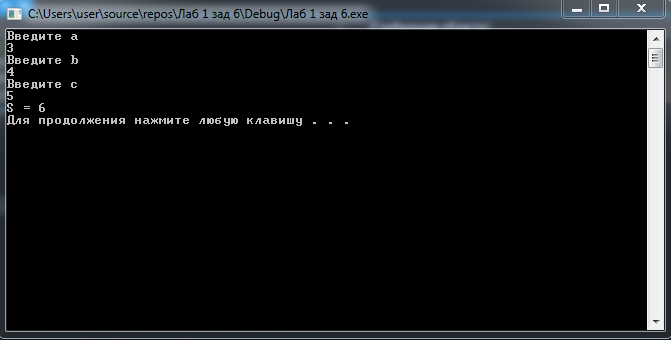 C:\Users\user\source\repos\Лаб 1 зад 6\Debug\Лаб 1 зад 6.exe
Введите a
3
Введите b
4
Введите c
5
S = 6
Для продолжения нажмите любую клавишу . . .